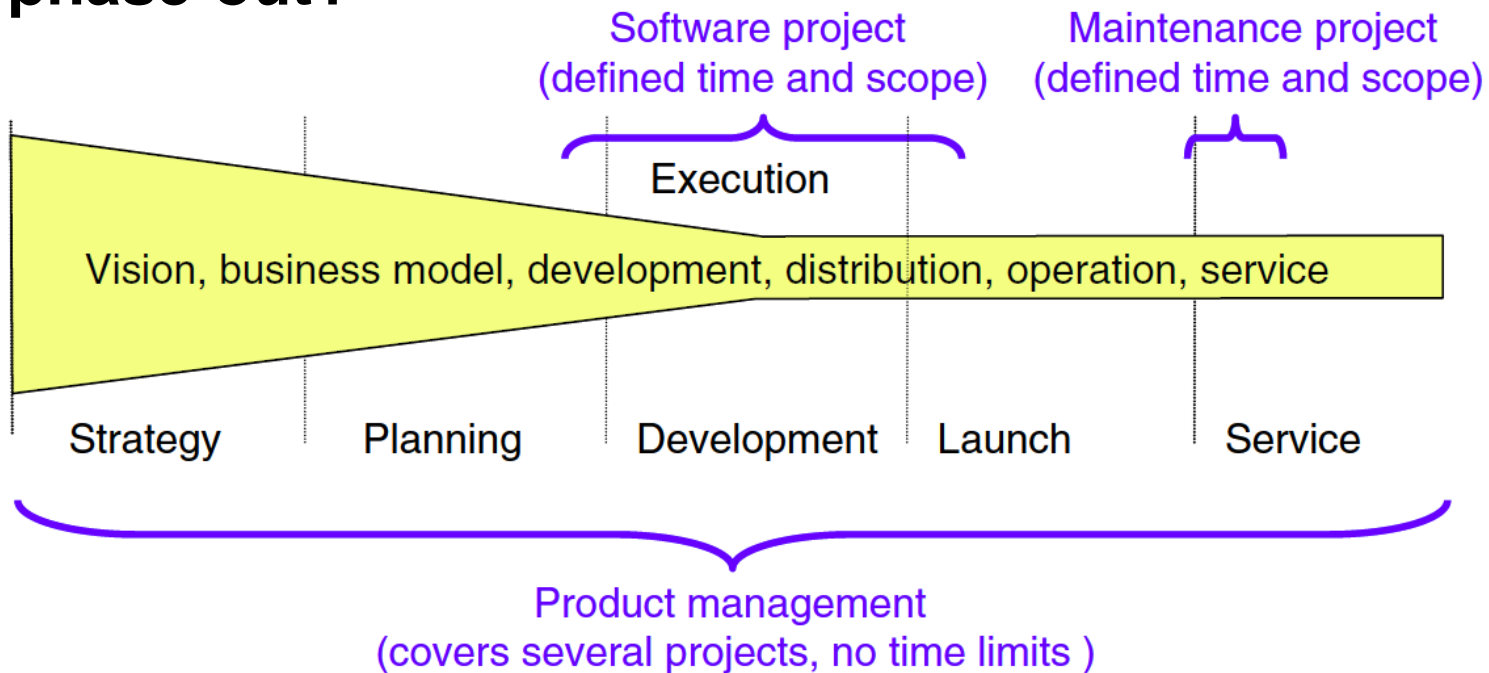 phase-out?
Software project
(defined time and scope)
Maintenance project
(defined time and scope)
Execution
Vision, business model, development, distribution, operation, service
Strategy
Planning
Development
Launch
Service
Product management
(covers several projects, no time limits )